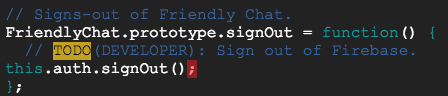 // Signs-out of Friendly Chat.
FriendlyChat.prototype.signOut = function() {
  // TODO(DEVELOPER): Sign out of Firebase.
this.auth.signOut();
};